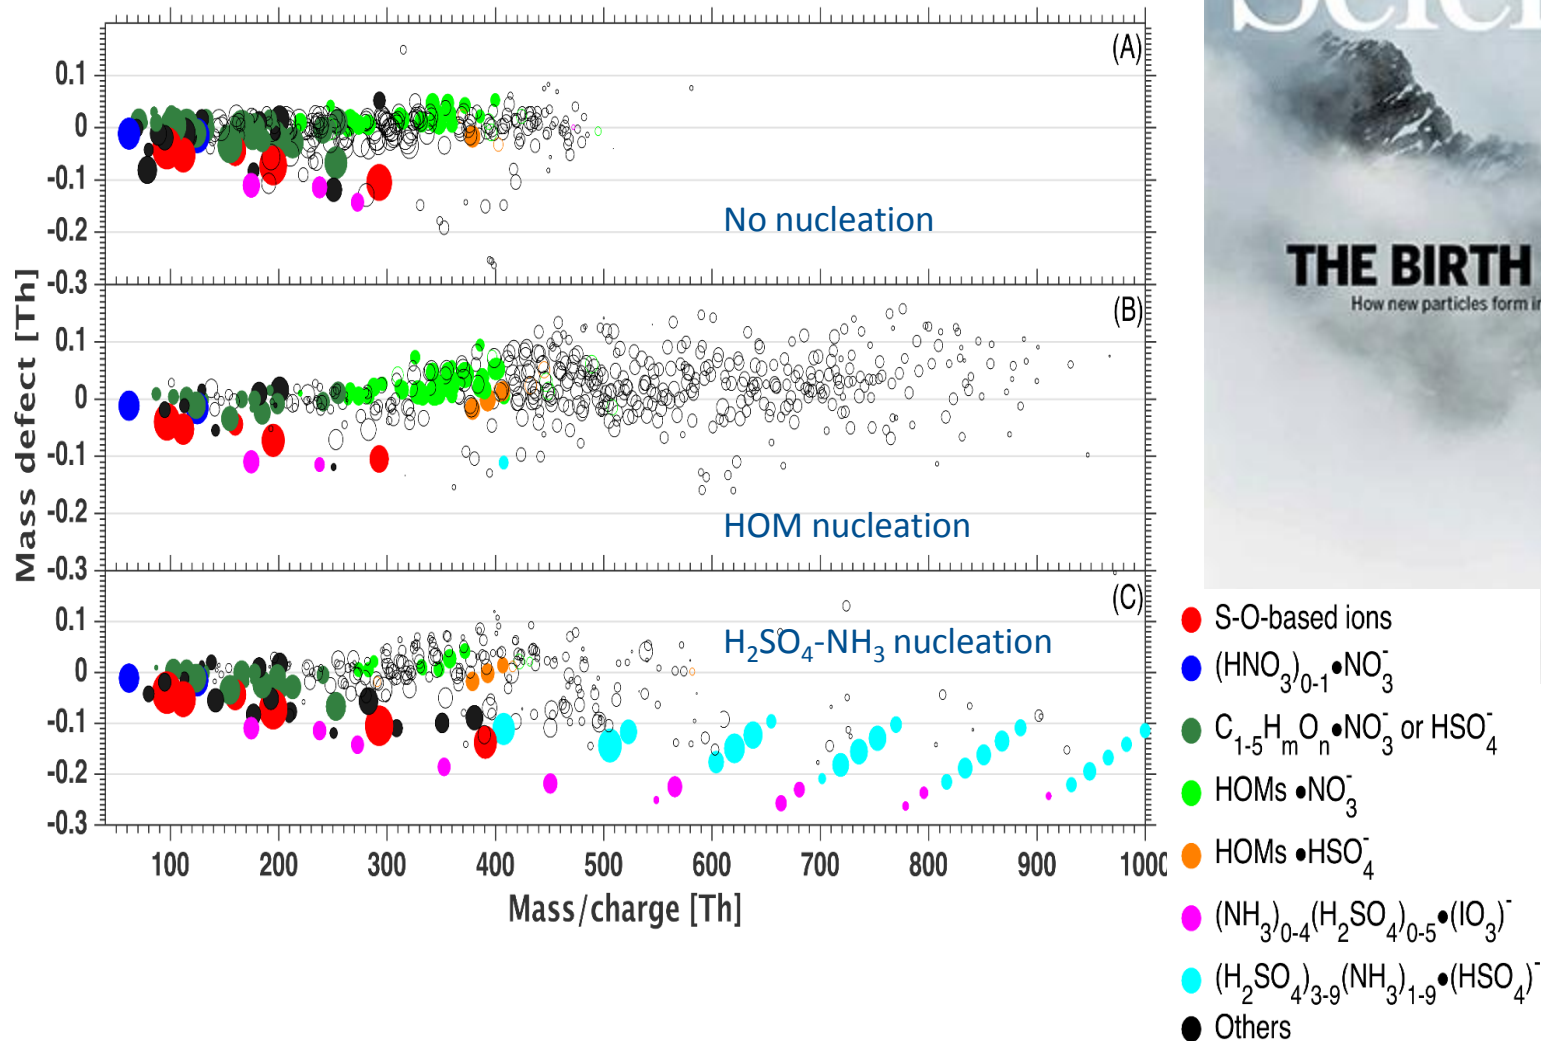 Scien
THE BIRTH
How new particles form in
(A)
0.1
0
-0.1
-0.2
-0.3
No nucleation
(B)
0.1
0
-0.1
-0.2
-0.3
HOM nucleation
(C)
0.1
0
-0.1
-0.2
-0.3
H₂SO₄-NH₃ nucleation
Mass defect [Th]
100 200 300 400 500 600 700 800 900 1000
Mass/charge [Th]
S-O-based ions
(HNO₃)₀₋₁•NO₃⁻
C₁₋₅HₘOₙ•NO₃⁻ or HSO₄⁻
HOMs •NO₃⁻
HOMs •HSO₄⁻
(NH₃)₀₋₄(H₂SO₄)₀₋₅•(IO₃)⁻
(H₂SO₄)₃₋₉(NH₃)₁₋₉•(HSO₄)⁻
Others